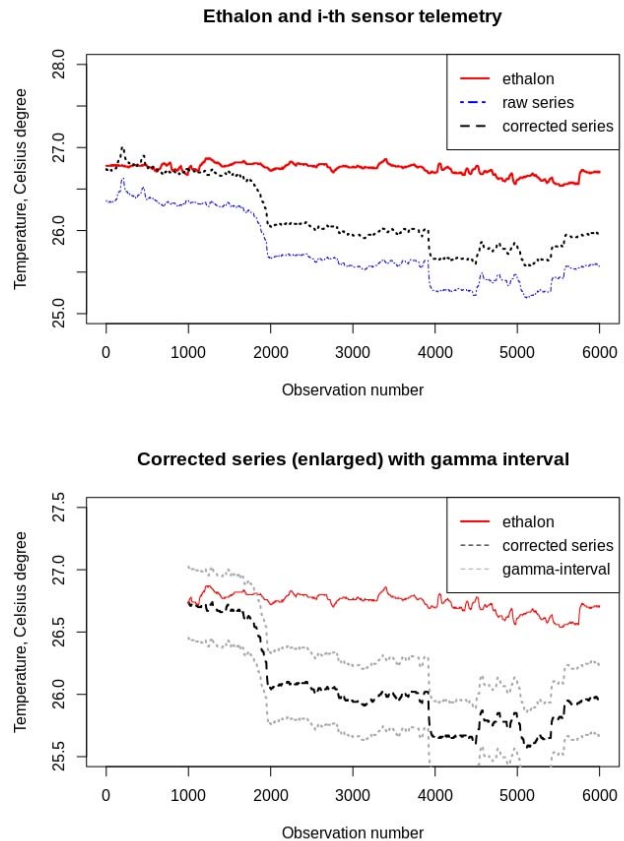 Ethalon and i-th sensor telemetry
28.0
27.0
26.0
25.0
Temperature, Celsius degree
ethalon
raw series
corrected series
0 1000 2000 3000 4000 5000 6000
Observation number
Corrected series (enlarged) with gamma interval
27.5
27.0
26.5
26.0
25.5
Temperature, Celsius degree
ethalon
corrected series
gamma-interval
0 1000 2000 3000 4000 5000 6000
Observation number